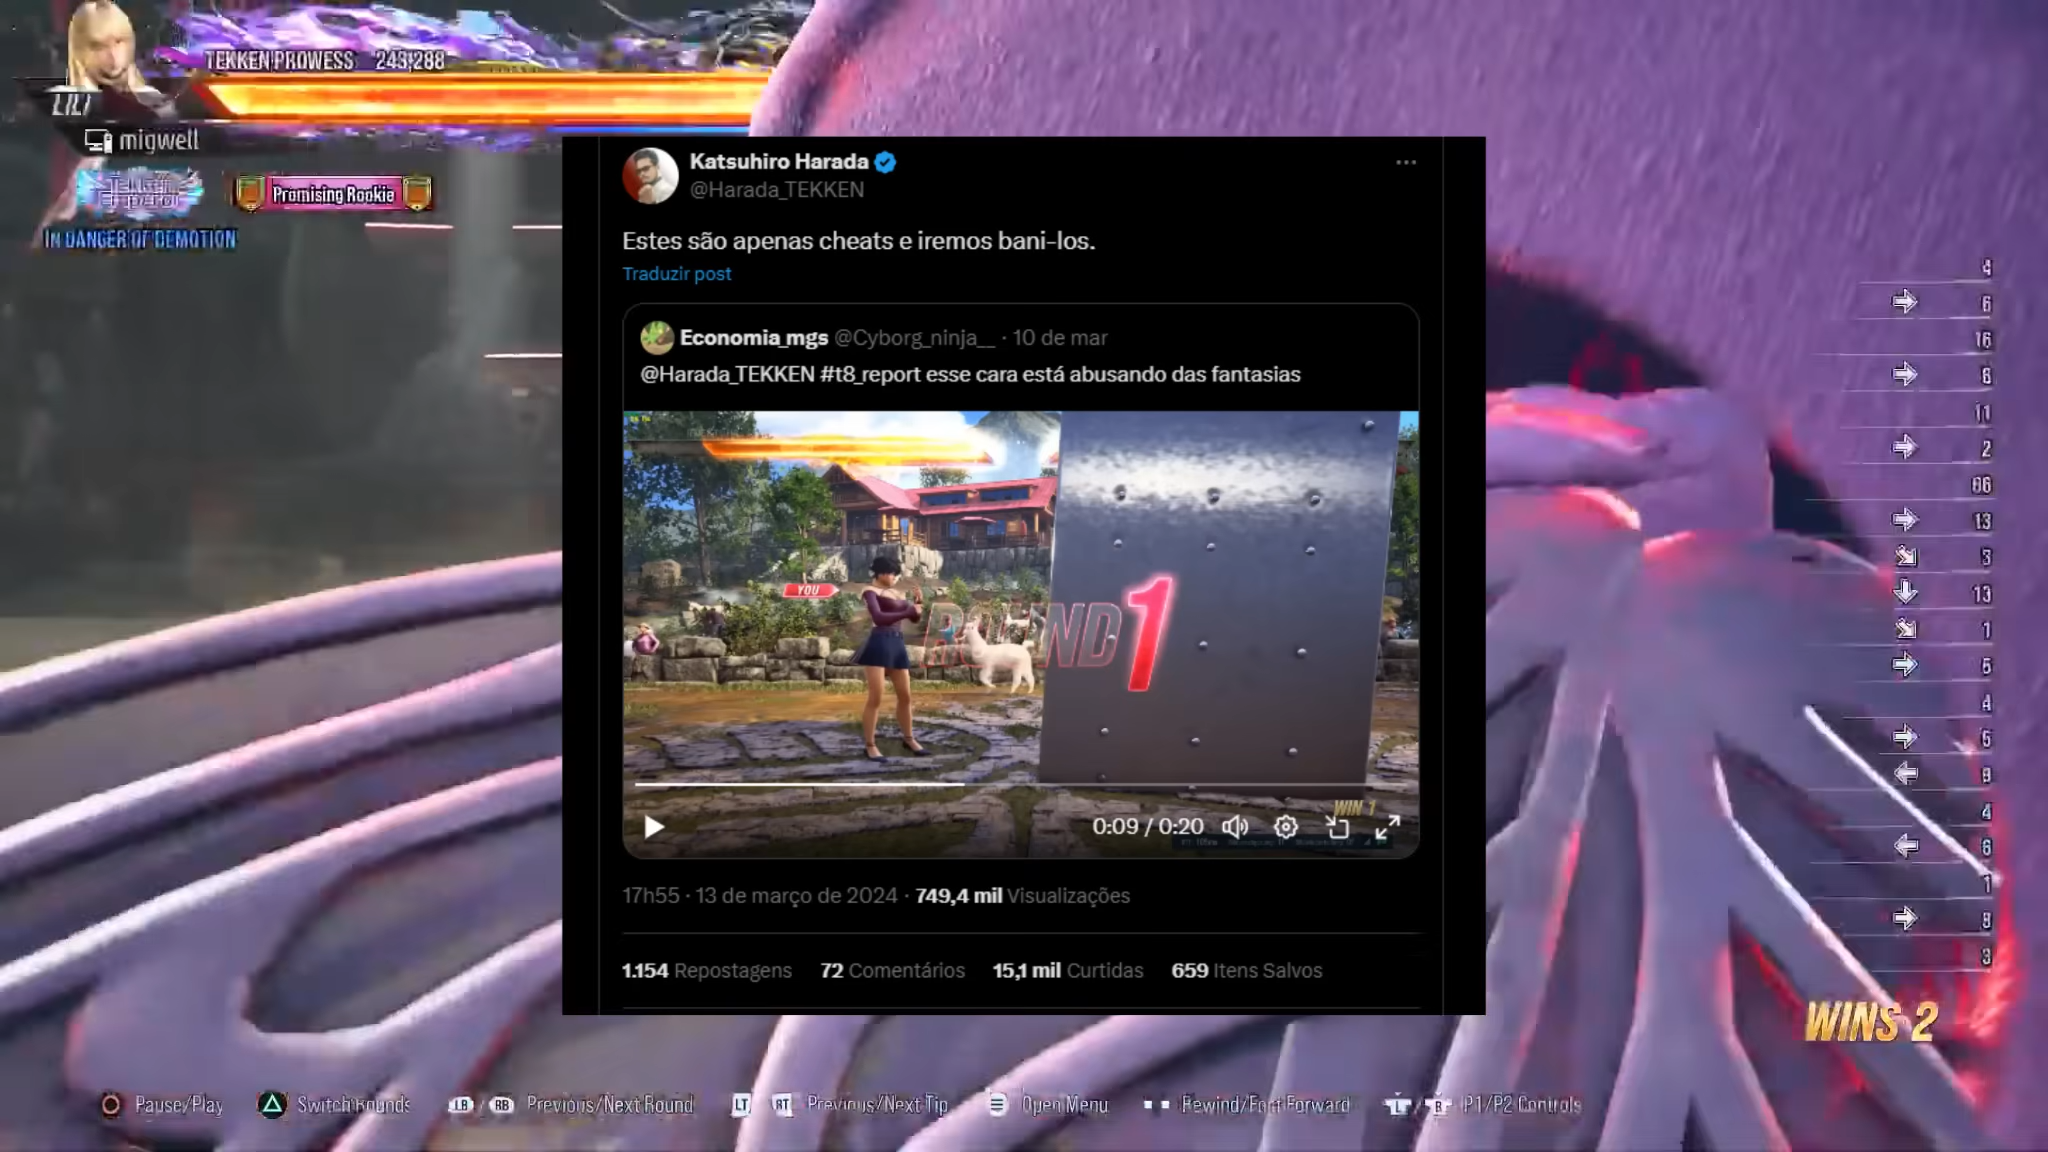 TEKKEN PROWESS 243,288
LILI
migwell
Promising Rookie
IN DANGER OF DEMOTION
Katsuhiro Harada
@Harada_TEKKEN
Estes são apenas cheats e iremos bani-los.
Traduzir post
Economia_mgs @Cyborg_ninja__ · 10 de mar
@Harada_TEKKEN #t8_report esse cara está abusando das fantasias
YOU
ROUND 1
WIN 1
0:09 / 0:20
17h55 · 13 de março de 2024 · 749,4 mil Visualizações
1.154 Repostagens 72 Comentários 15,1 mil Curtidas 659 Itens Salvos
4
6
16
6
11
2
13
3
13
1
5
4
5
9
4
6
1
8
3
WINS 2
Pause/Play Switch Rounds LB / RB Previous/Next Round LT RT Previous/Next Tip Open Menu Rewind/Fast Forward L / R P1/P2 Controls